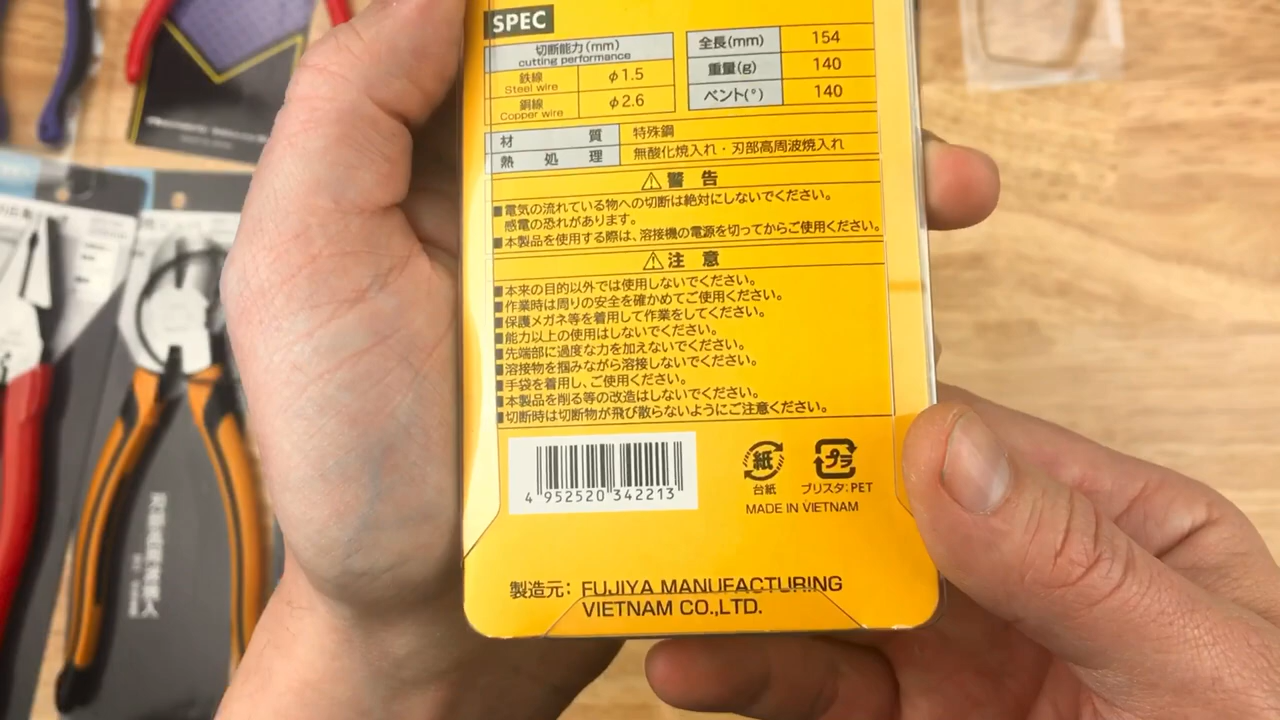 SPEC
切断能力(mm)
cutting performance
鉄線
Steel wire
φ1.5
銅線
Copper wire
φ2.6
全長(mm) 154
重量(g) 140
ベント(°) 140
材質 特殊鋼
熱処理 無酸化焼入れ・刃部高周波焼入れ
⚠警告
■電気の流れている物への切断は絶対にしないでください。
感電の恐れがあります。
■本製品を使用する際は、溶接機の電源を切ってからご使用ください。
⚠注意
■本来の目的以外では使用しないでください。
■作業時は周りの安全を確かめてご使用ください。
■保護メガネ等を着用して作業をしてください。
■能力以上の使用はしないでください。
■先端部に過度な力を加えないでください。
■溶接物を掴みながら溶接しないでください。
■手袋を着用し、ご使用ください。
■本製品を削る等の改造はしないでください。
■切断時は切断物が飛び散らないようにご注意ください。
4 952520 342213
紙
台紙
プラ
ブリスタ:PET
MADE IN VIETNAM
製造元: FUJIYA MANUFACTURING
VIETNAM CO.,LTD.